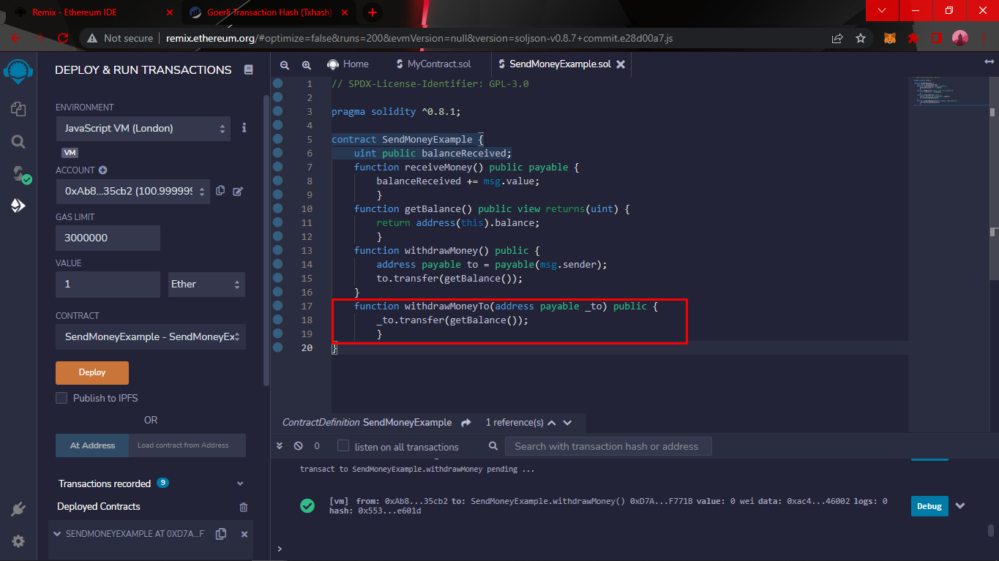 Remix - Ethereum IDE
Goerli Transaction Hash (Txhash)
Not secure | remix.ethereum.org/#optimize=false&runs=200&evmVersion=null&version=soljson-v0.8.7+commit.e28d00a7.js
DEPLOY & RUN TRANSACTIONS
ENVIRONMENT
JavaScript VM (London)
VM
ACCOUNT
0xAb8...35cb2 (100.999999
GAS LIMIT
3000000
VALUE
1
Ether
CONTRACT
SendMoneyExample - SendMoneyEx
Deploy
Publish to IPFS
OR
At Address
Load contract from Address
Transactions recorded 9
Deployed Contracts
SENDMONEYEXAMPLE AT 0XD7A...F
Home
MyContract.sol
SendMoneyExample.sol
1 // SPDX-License-Identifier: GPL-3.0
2
3 pragma solidity ^0.8.1;
4
5 contract SendMoneyExample {
6 uint public balanceReceived;
7 function receiveMoney() public payable {
8 balanceReceived += msg.value;
9 }
10 function getBalance() public view returns(uint) {
11 return address(this).balance;
12 }
13 function withdrawMoney() public {
14 address payable to = payable(msg.sender);
15 to.transfer(getBalance());
16 }
17 function withdrawMoneyTo(address payable _to) public {
18 _to.transfer(getBalance());
19 }
20 }
ContractDefinition SendMoneyExample
1 reference(s)
0
listen on all transactions
Search with transaction hash or address
transact to SendMoneyExample.withdrawMoney pending ...
[vm] from: 0xAb8...35cb2 to: SendMoneyExample.withdrawMoney() 0xD7A...F771B value: 0 wei data: 0xac4...46002 logs: 0
hash: 0x553...e601d
Debug
>